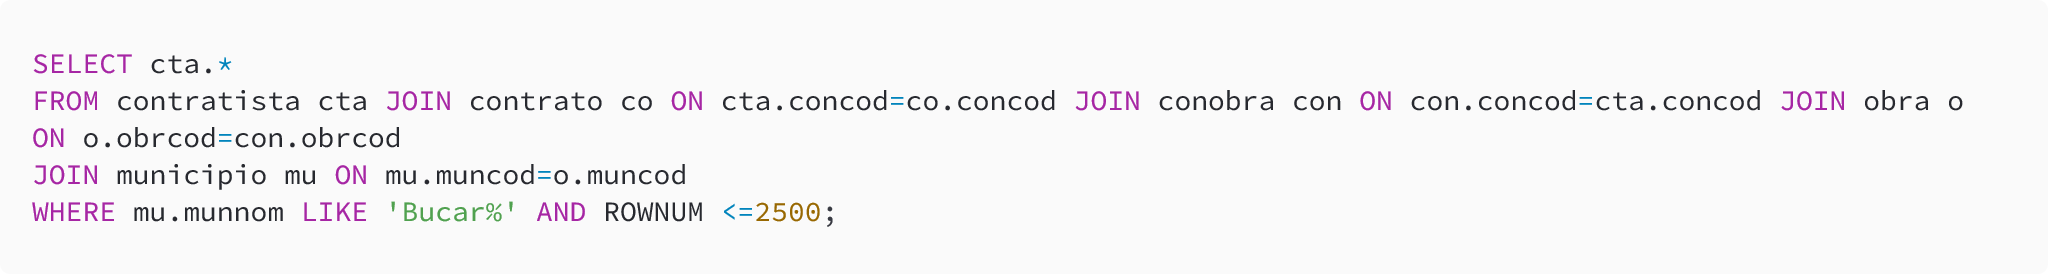 SELECT cta.*
FROM contratista cta JOIN contrato co ON cta.concod=co.concod JOIN conobra con ON con.concod=cta.concod JOIN obra o
ON o.obrcod=con.obrcod
JOIN municipio mu ON mu.muncod=o.muncod
WHERE mu.munnom LIKE 'Bucar%' AND ROWNUM <=2500;